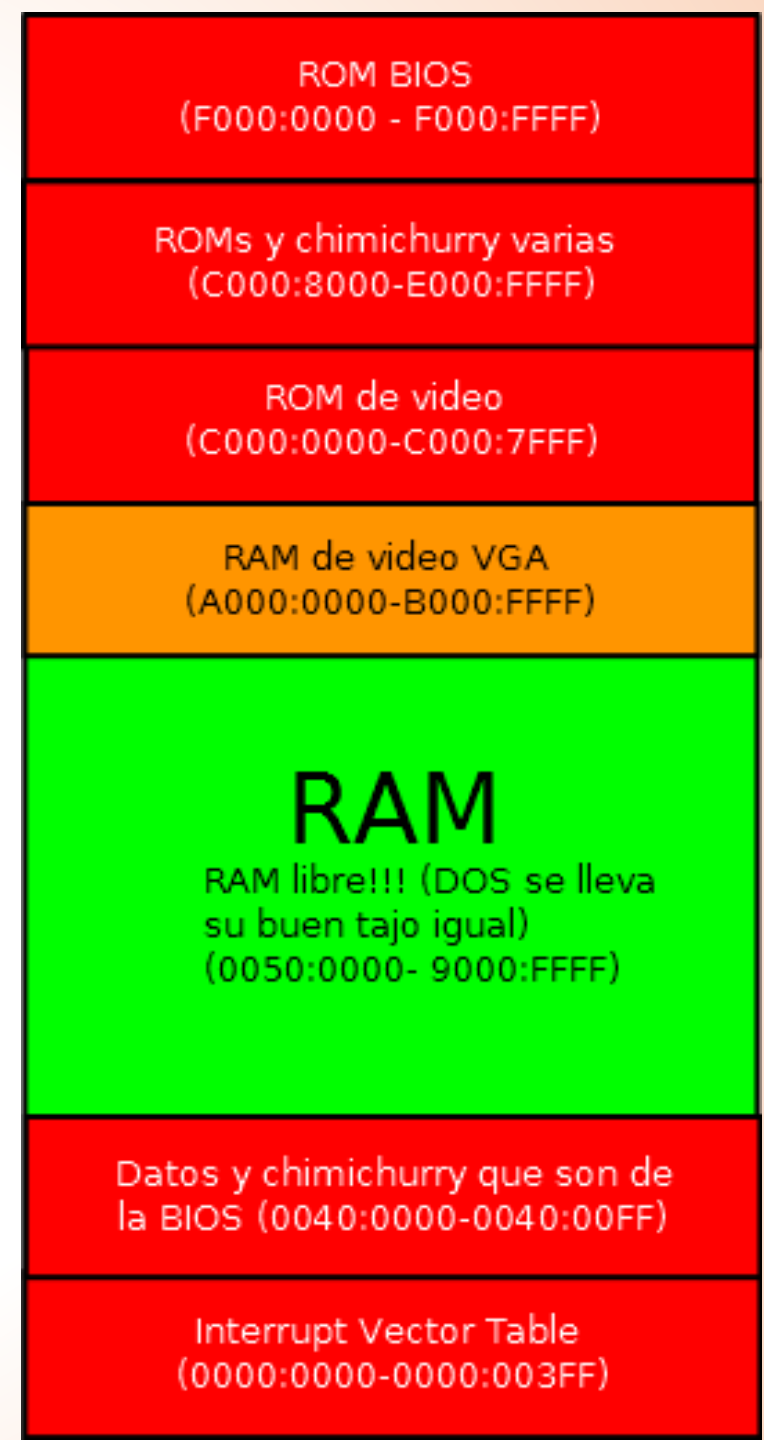 ROM BIOS
(F000:0000 - F000:FFFF)
ROMs y chimichurry varias
(C000:8000-E000:FFFF)
ROM de video
(C000:0000-C000:7FFF)
RAM de video VGA
(A000:0000-B000:FFFF)
RAM
RAM libre!!! (DOS se lleva
su buen tajo igual)
(0050:0000- 9000:FFFF)
Datos y chimichurry que son de
la BIOS (0040:0000-0040:00FF)
Interrupt Vector Table
(0000:0000-0000:003FF)